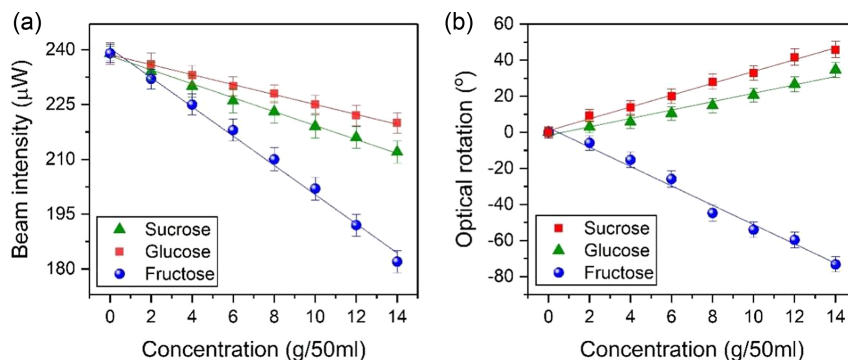 (a)
Beam intensity (μW)
240
225
210
195
180
Sucrose
Glucose
Fructose
0 2 4 6 8 10 12 14
Concentration (g/50ml)
(b)
Optical rotation (°)
60
40
20
0
-20
-40
-60
-80
Sucrose
Glucose
Fructose
0 2 4 6 8 10 12 14
Concentration (g/50ml)